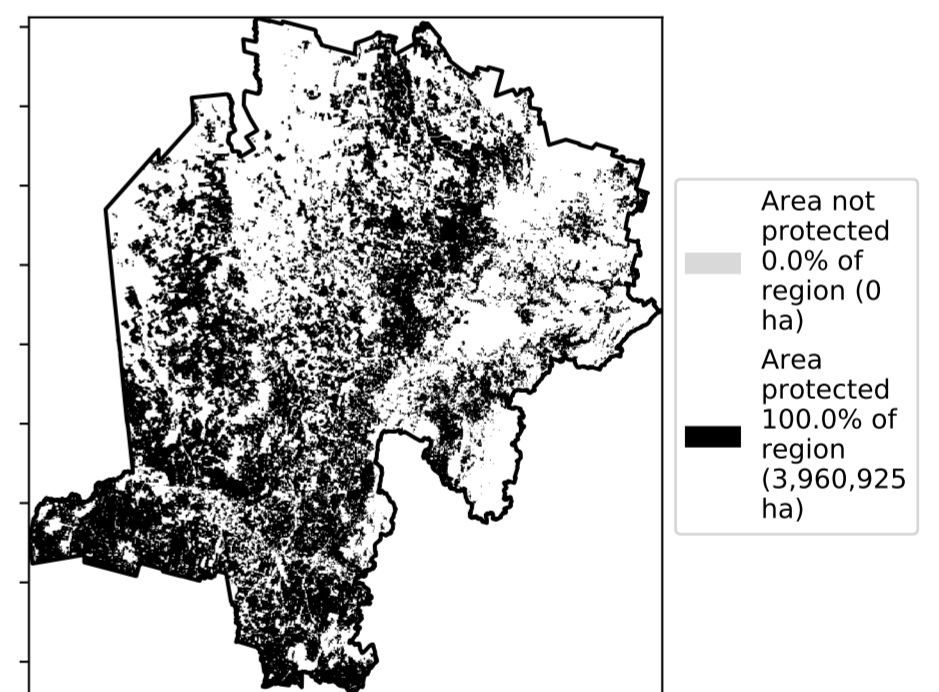 Area not
protected
0.0% of
region (0
ha)
Area
protected
100.0% of
region
(3,960,925
ha)